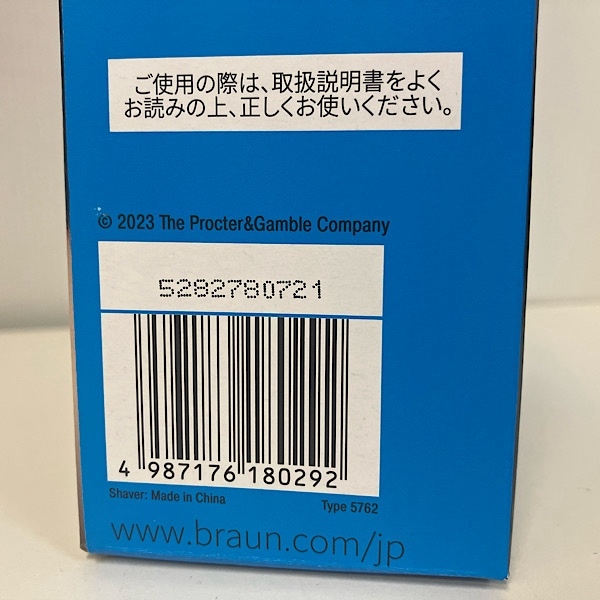 ご使用の際は、取扱説明書をよく
お読みの上、正しくお使いください。
© 2023 The Procter&Gamble Company
5282780721
4 987176 180292
Shaver: Made in China
Type 5762
www.braun.com/jp